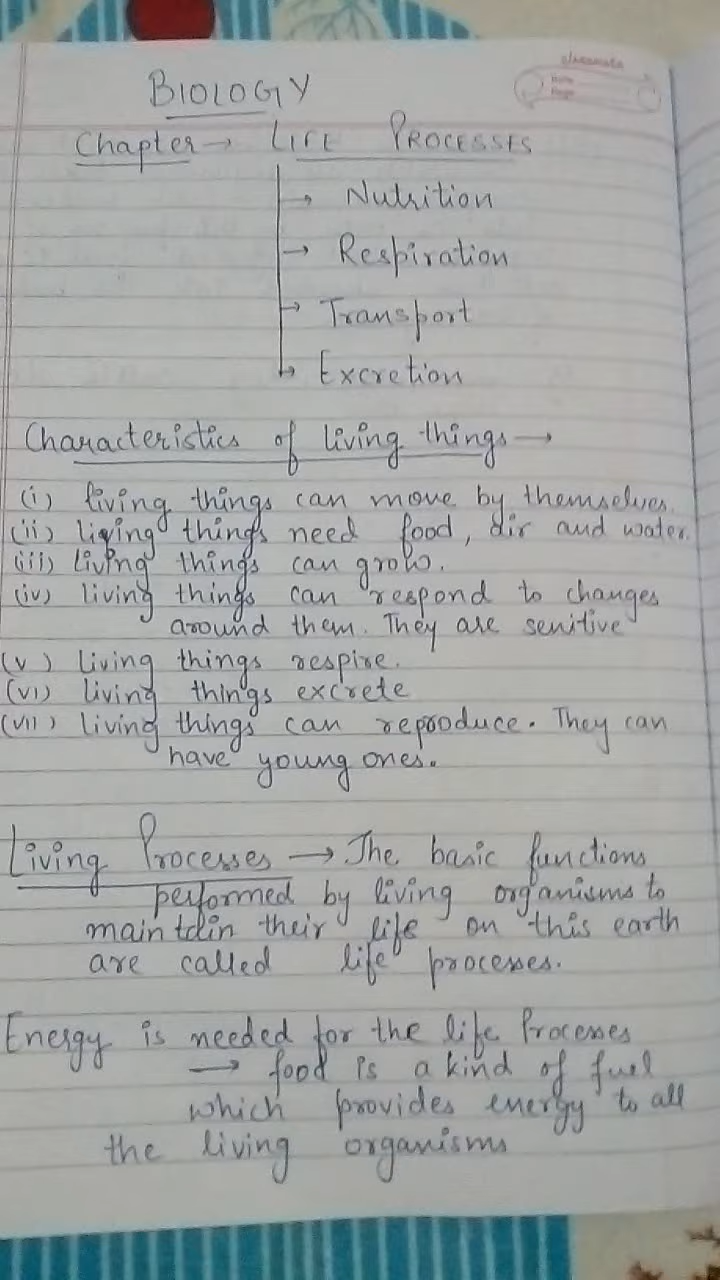 classmate
Date
Page
BIOLOGY
Chapter → LIFE PROCESSES
→ Nutrition
→ Respiration
→ Transport
→ Excretion
Characteristics of living things →
(i) living things can move by themselves.
(ii) living things need food, air and water.
(iii) living things can grow.
(iv) living things can respond to changes
around them. They are senitive
(v) living things respire.
(vi) living things excrete
(vii) living things can reproduce. They can
have young ones.
Living Processes → The basic functions
performed by living organisms to
maintain their life on this earth
are called life processes.
Energy is needed for the life Processes
→ food is a kind of fuel
which provides energy to all
the living organisms